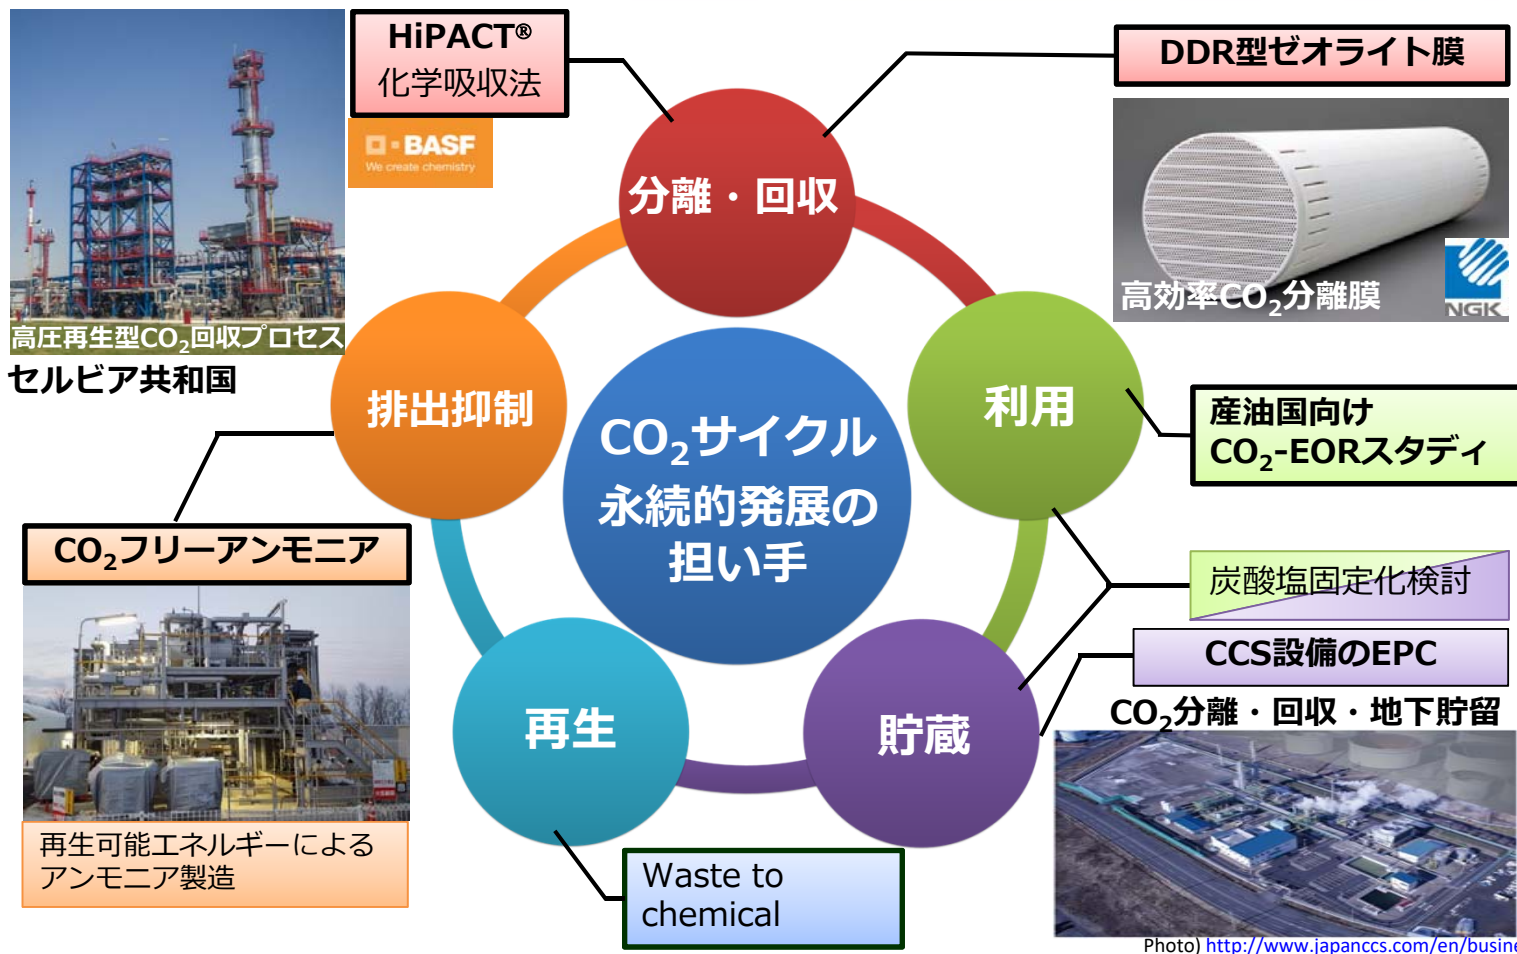 HiPACT®
化学吸収法
BASF
We create chemistry
高圧再生型CO₂回収プロセス
セルビア共和国
DDR型ゼオライト膜
高効率CO₂分離膜
NGK
分離・回収
利用
貯蔵
再生
排出抑制
CO₂サイクル
永続的発展の
担い手
産油国向け
CO₂-EORスタディ
炭酸塩固定化検討
CCS設備のEPC
CO₂分離・回収・地下貯留
CO₂フリーアンモニア
再生可能エネルギーによる
アンモニア製造
Waste to
chemical
Photo) http://www.japanccs.com/en/busine